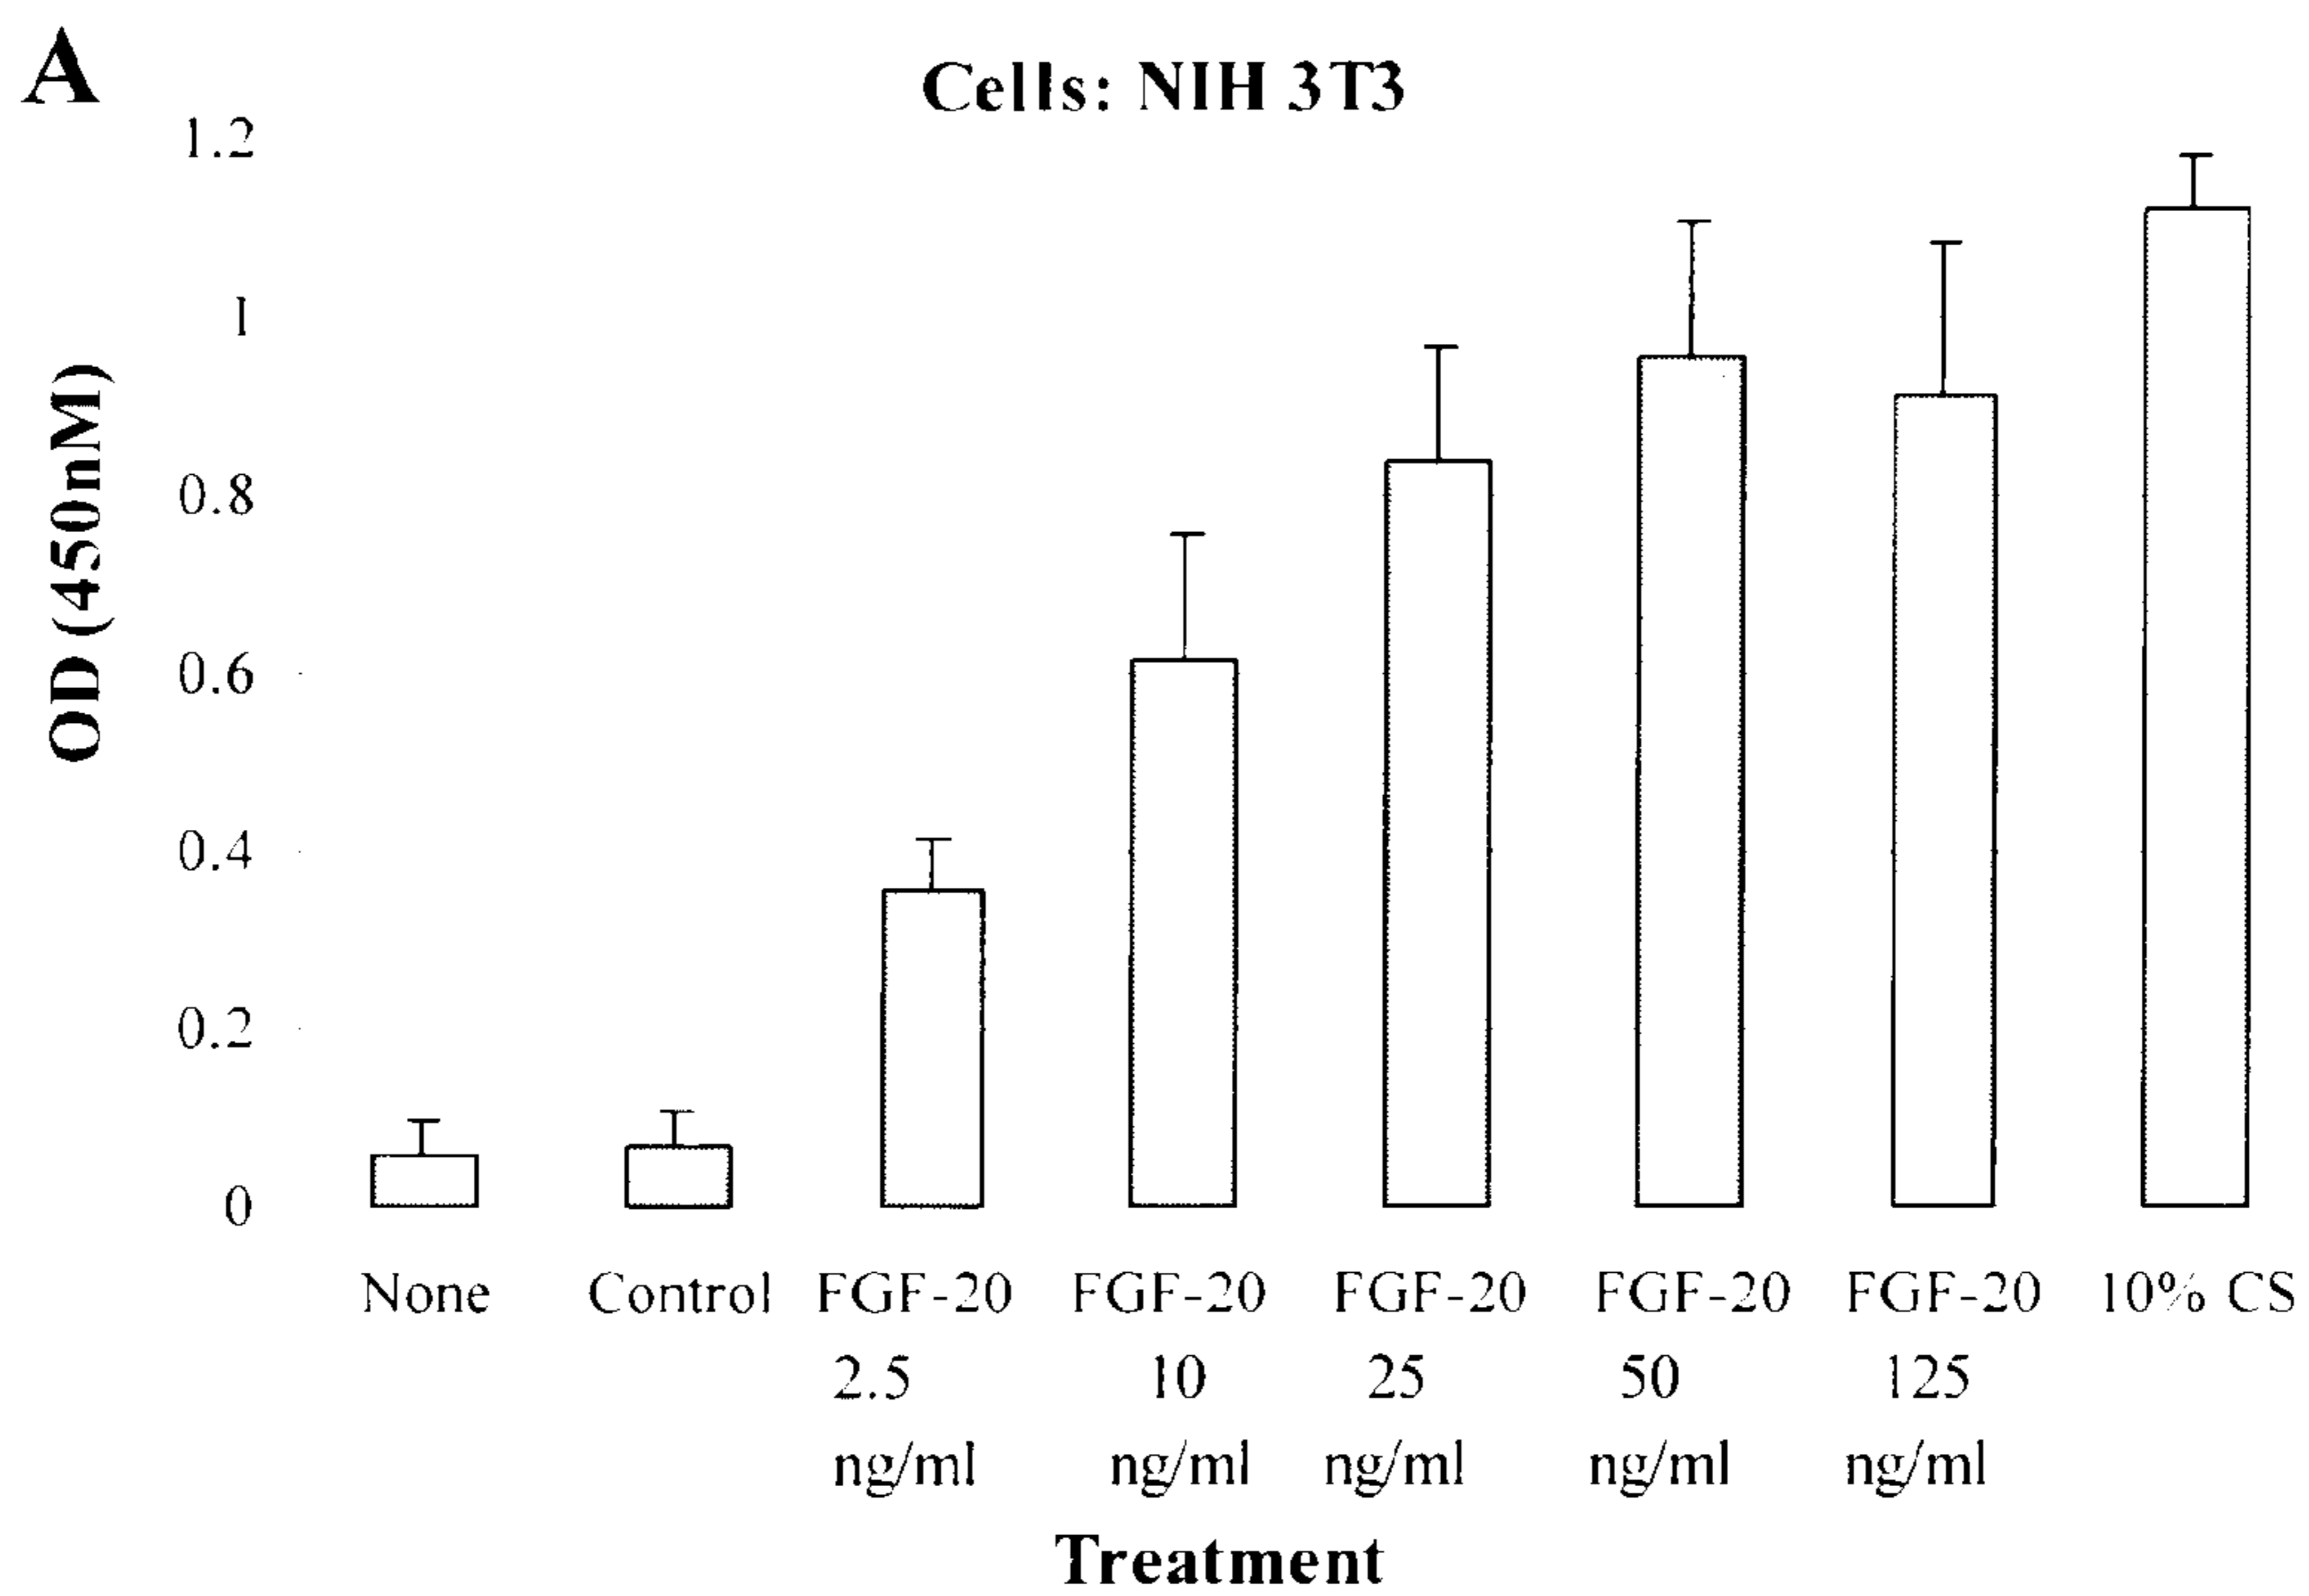 A
Cells: NIH 3T3
1.2
1
0.8
0.6
0.4
0.2
0
OD (450nM)
None Control FGF-20 FGF-20 FGF-20 FGF-20 FGF-20 10% CS
2.5 10 25 50 125
ng/ml ng/ml ng/ml ng/ml ng/ml
Treatment